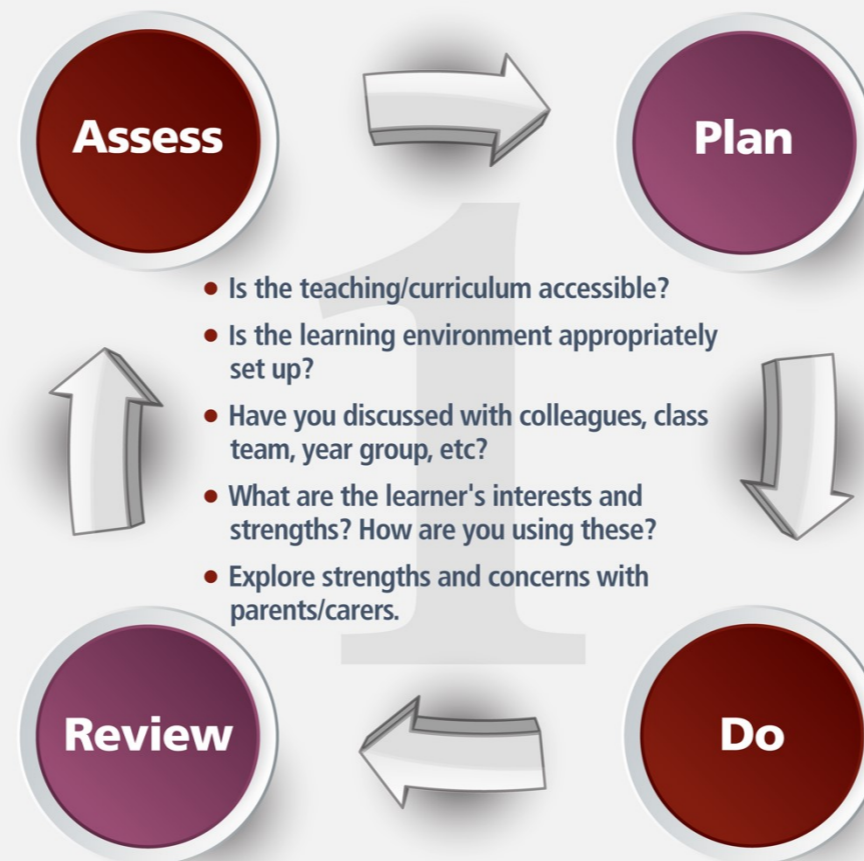 Assess
Plan
1
• Is the teaching/curriculum accessible?
• Is the learning environment appropriately
set up?
• Have you discussed with colleagues, class
team, year group, etc?
• What are the learner's interests and
strengths? How are you using these?
• Explore strengths and concerns with
parents/carers.
Review
Do